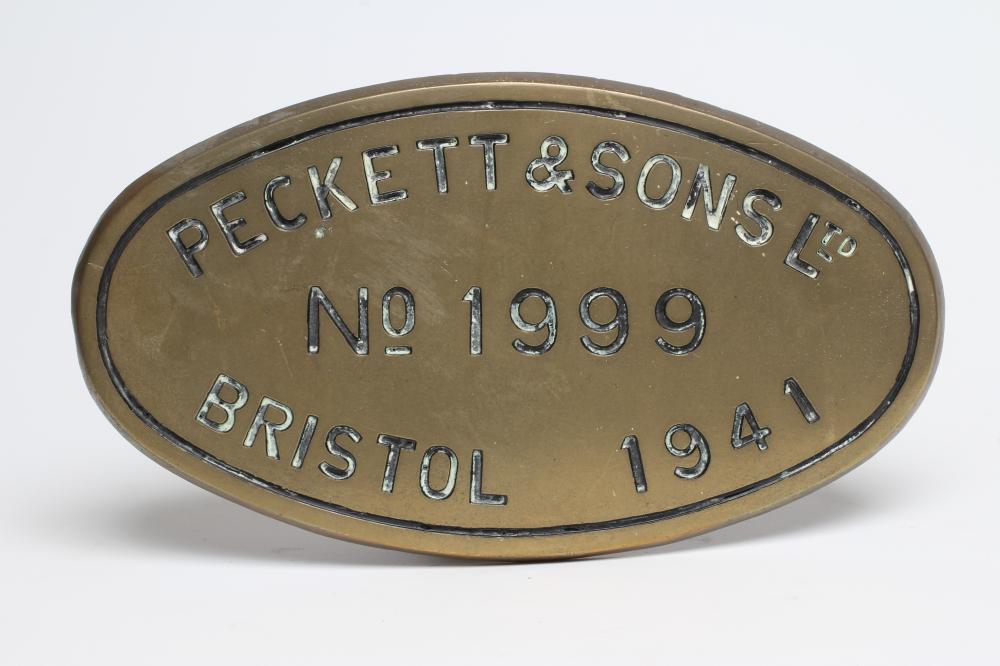 PECKETT & SONS LTD
No 1999
BRISTOL 1941